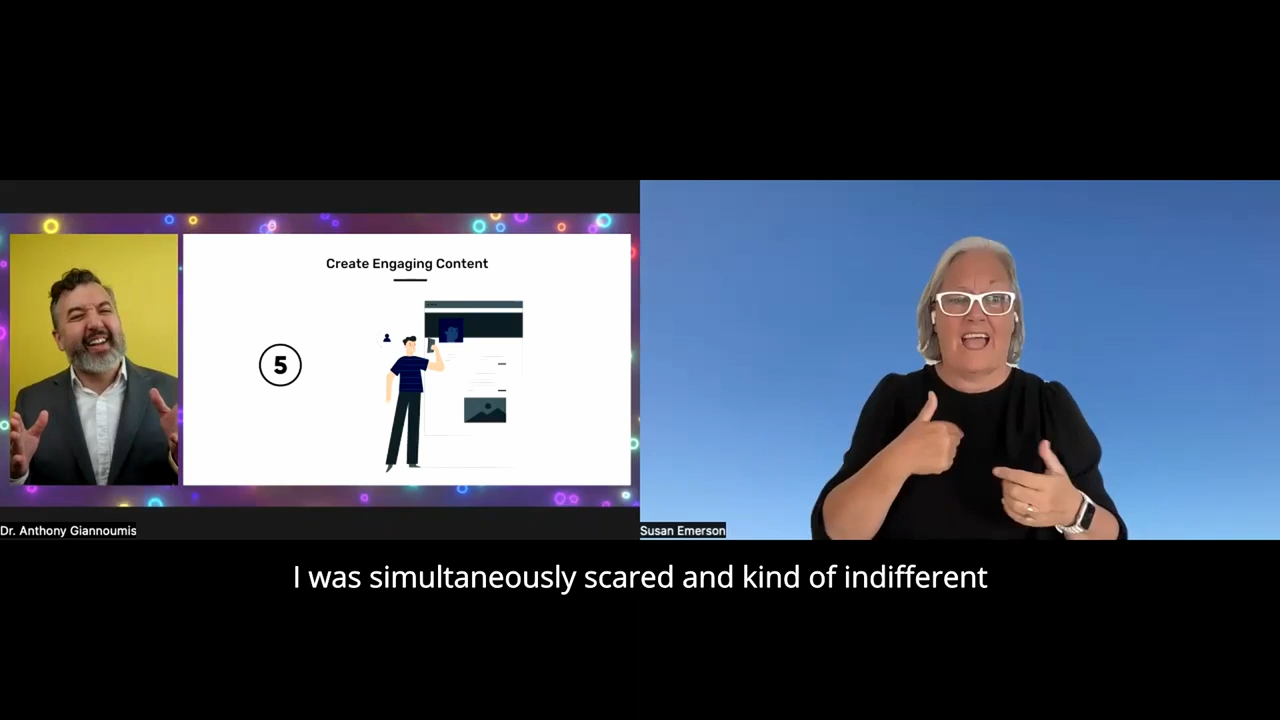 Create Engaging Content
5
Dr. Anthony Giannoumis
Susan Emerson
I was simultaneously scared and kind of indifferent